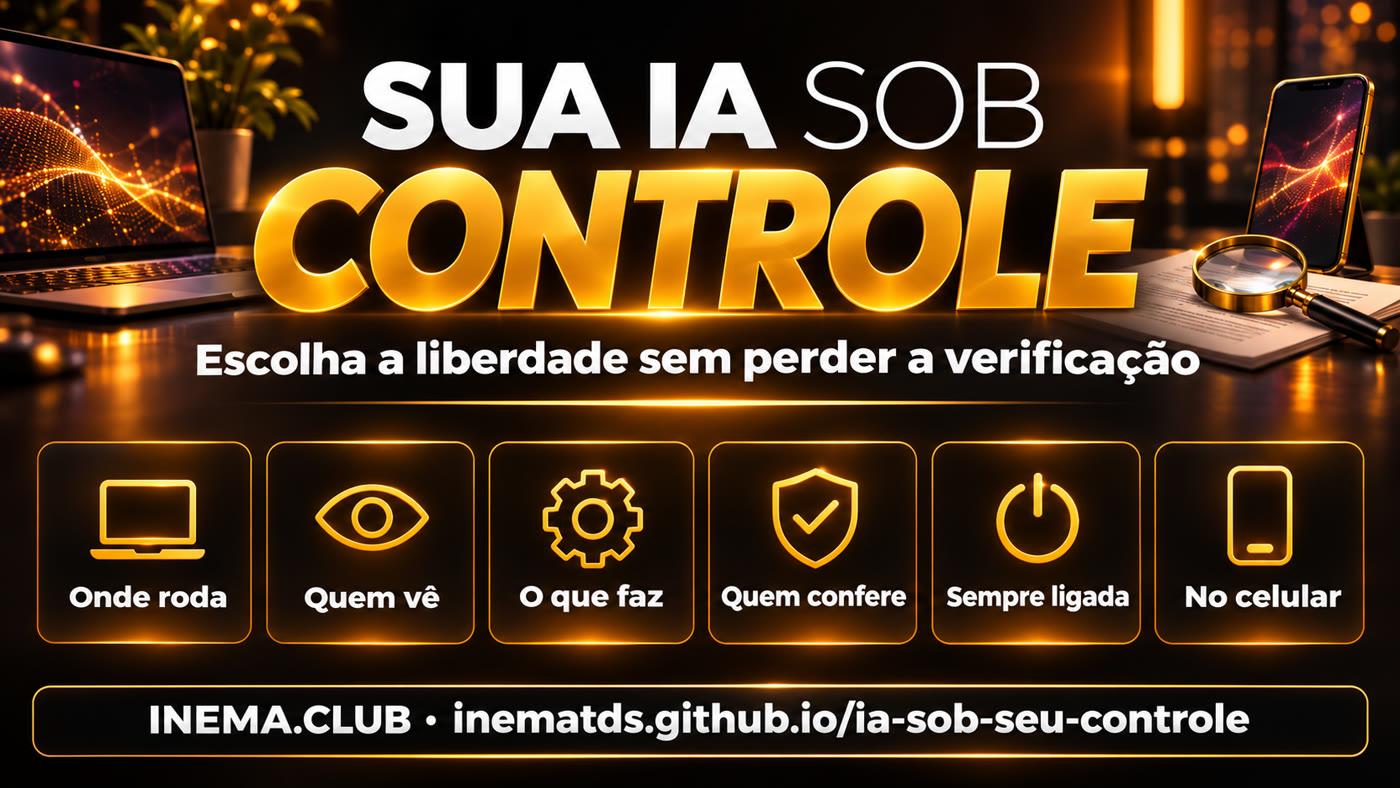 SUA IA SOB
CONTROLE
Escolha a liberdade sem perder a verificação
Onde roda
Quem vê
O que faz
Quem confere
Sempre ligada
No celular
INEMA.CLUB • inematds.github.io/ia-sob-seu-controle